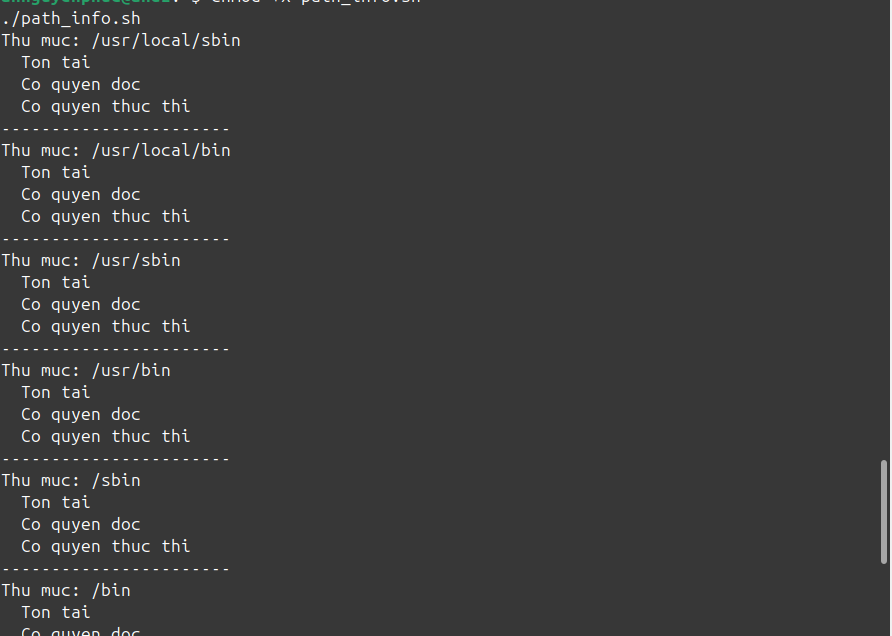 ./path_info.sh
Thu muc: /usr/local/sbin
  Ton tai
  Co quyen doc
  Co quyen thuc thi
-----------------------
Thu muc: /usr/local/bin
  Ton tai
  Co quyen doc
  Co quyen thuc thi
-----------------------
Thu muc: /usr/sbin
  Ton tai
  Co quyen doc
  Co quyen thuc thi
-----------------------
Thu muc: /usr/bin
  Ton tai
  Co quyen doc
  Co quyen thuc thi
-----------------------
Thu muc: /sbin
  Ton tai
  Co quyen doc
  Co quyen thuc thi
-----------------------
Thu muc: /bin
  Ton tai
  Co quyen doc